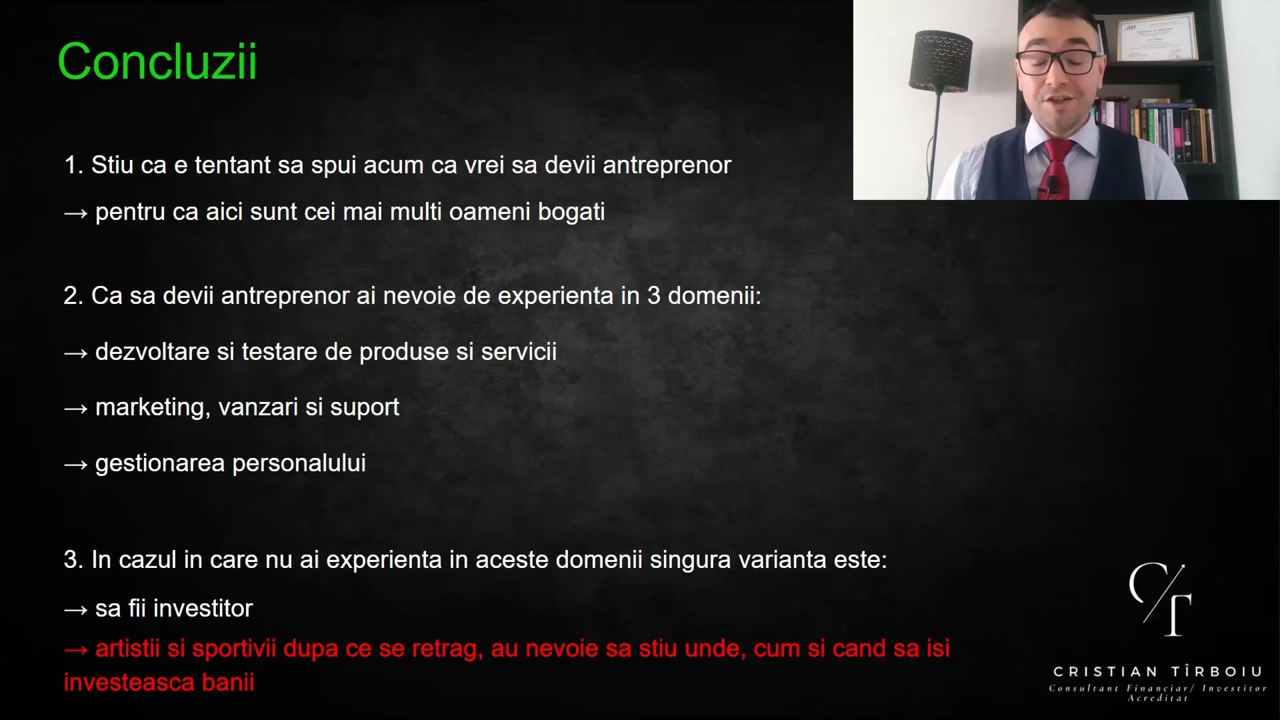 Concluzii
1. Stiu ca e tentant sa spui acum ca vrei sa devii antreprenor
→ pentru ca aici sunt cei mai multi oameni bogati
2. Ca sa devii antreprenor ai nevoie de experienta in 3 domenii:
→ dezvoltare si testare de produse si servicii
→ marketing, vanzari si suport
→ gestionarea personalului
3. In cazul in care nu ai experienta in aceste domenii singura varianta este:
→ sa fii investitor
→ artistii si sportivii dupa ce se retrag, au nevoie sa stiu unde, cum si cand sa isi
investeasca banii
CT
CRISTIAN TÎRBOIU
Consultant Financiar/ Investitor
Acreditat